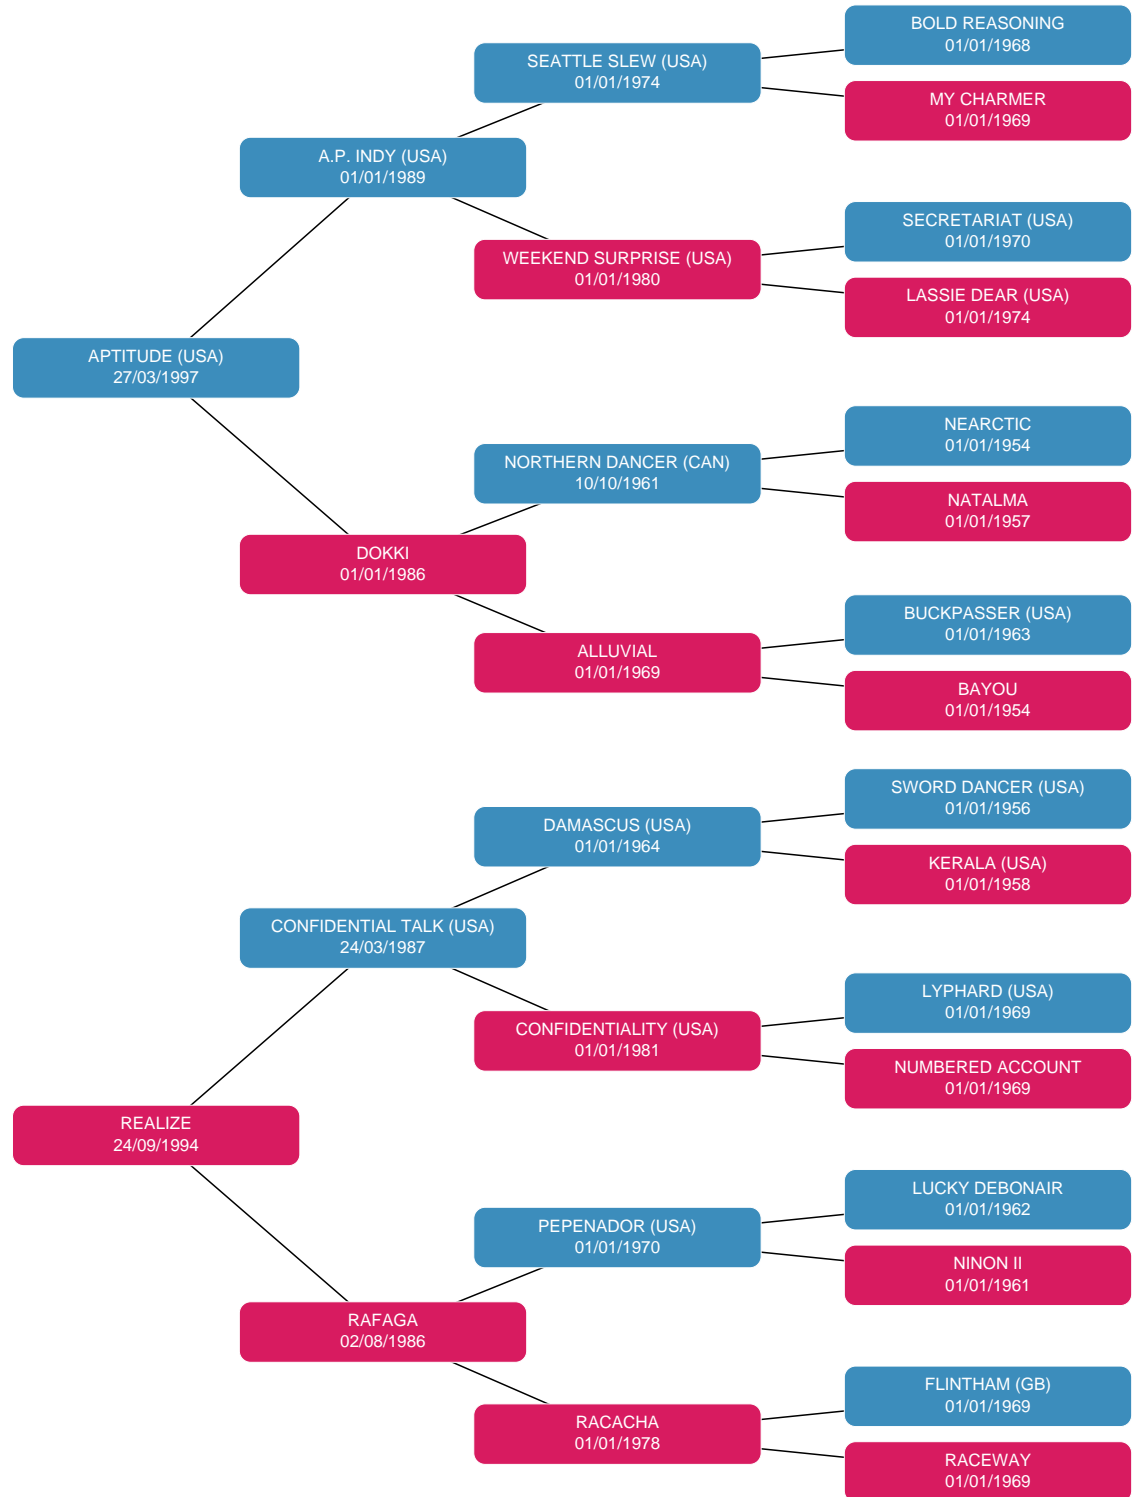 BOLD REASONING
01/01/1968
SEATTLE SLEW (USA)
01/01/1974
MY CHARMER
01/01/1969
A.P. INDY (USA)
01/01/1989
SECRETARIAT (USA)
01/01/1970
WEEKEND SURPRISE (USA)
01/01/1980
LASSIE DEAR (USA)
01/01/1974
APTITUDE (USA)
27/03/1997
NEARCTIC
01/01/1954
NORTHERN DANCER (CAN)
10/10/1961
NATALMA
01/01/1957
DOKKI
01/01/1986
BUCKPASSER (USA)
01/01/1963
ALLUVIAL
01/01/1969
BAYOU
01/01/1954
SWORD DANCER (USA)
01/01/1956
DAMASCUS (USA)
01/01/1964
KERALA (USA)
01/01/1958
CONFIDENTIAL TALK (USA)
24/03/1987
LYPHARD (USA)
01/01/1969
CONFIDENTIALITY (USA)
01/01/1981
NUMBERED ACCOUNT
01/01/1969
REALIZE
24/09/1994
LUCKY DEBONAIR
01/01/1962
PEPENADOR (USA)
01/01/1970
NINON II
01/01/1961
RAFAGA
02/08/1986
FLINTHAM (GB)
01/01/1969
RACACHA
01/01/1978
RACEWAY
01/01/1969